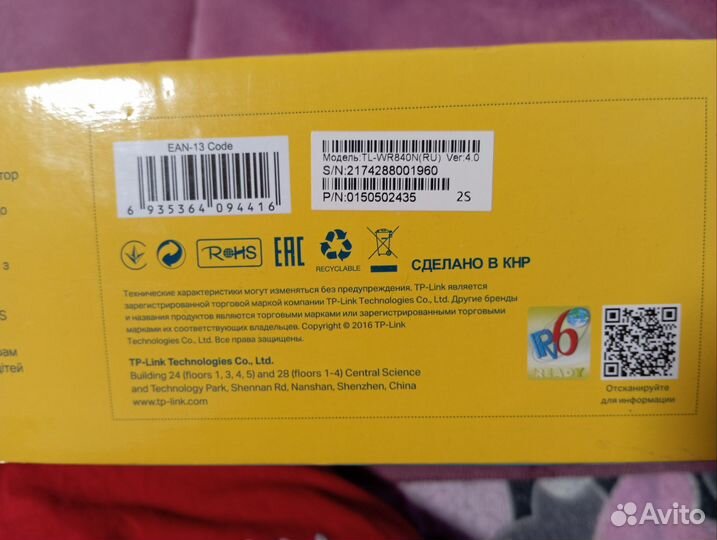 тор
о
з
S
рам
дітей
EAN-13 Code
6 935364 094416
Модель:TL-WR840N(RU) Ver:4.0
S/N:2174288001960
P/N:0150502435 2S
RoHS
EAC
RECYCLABLE
СДЕЛАНО В КНР
Технические характеристики могут изменяться без предупреждения. TP-Link является
зарегистрированной торговой маркой компании TP-Link Technologies Co., Ltd. Другие бренды
и названия продуктов являются торговыми марками или зарегистрированными торговыми
марками их соответствующих владельцев. Copyright © 2016 TP-Link
Technologies Co., Ltd. Все права защищены.
TP-Link Technologies Co., Ltd.
Building 24 (floors 1, 3, 4, 5) and 28 (floors 1-4) Central Science
and Technology Park, Shennan Rd, Nanshan, Shenzhen, China
www.tp-link.com
IPv6
READY
Отсканируйте
для информации
Avito